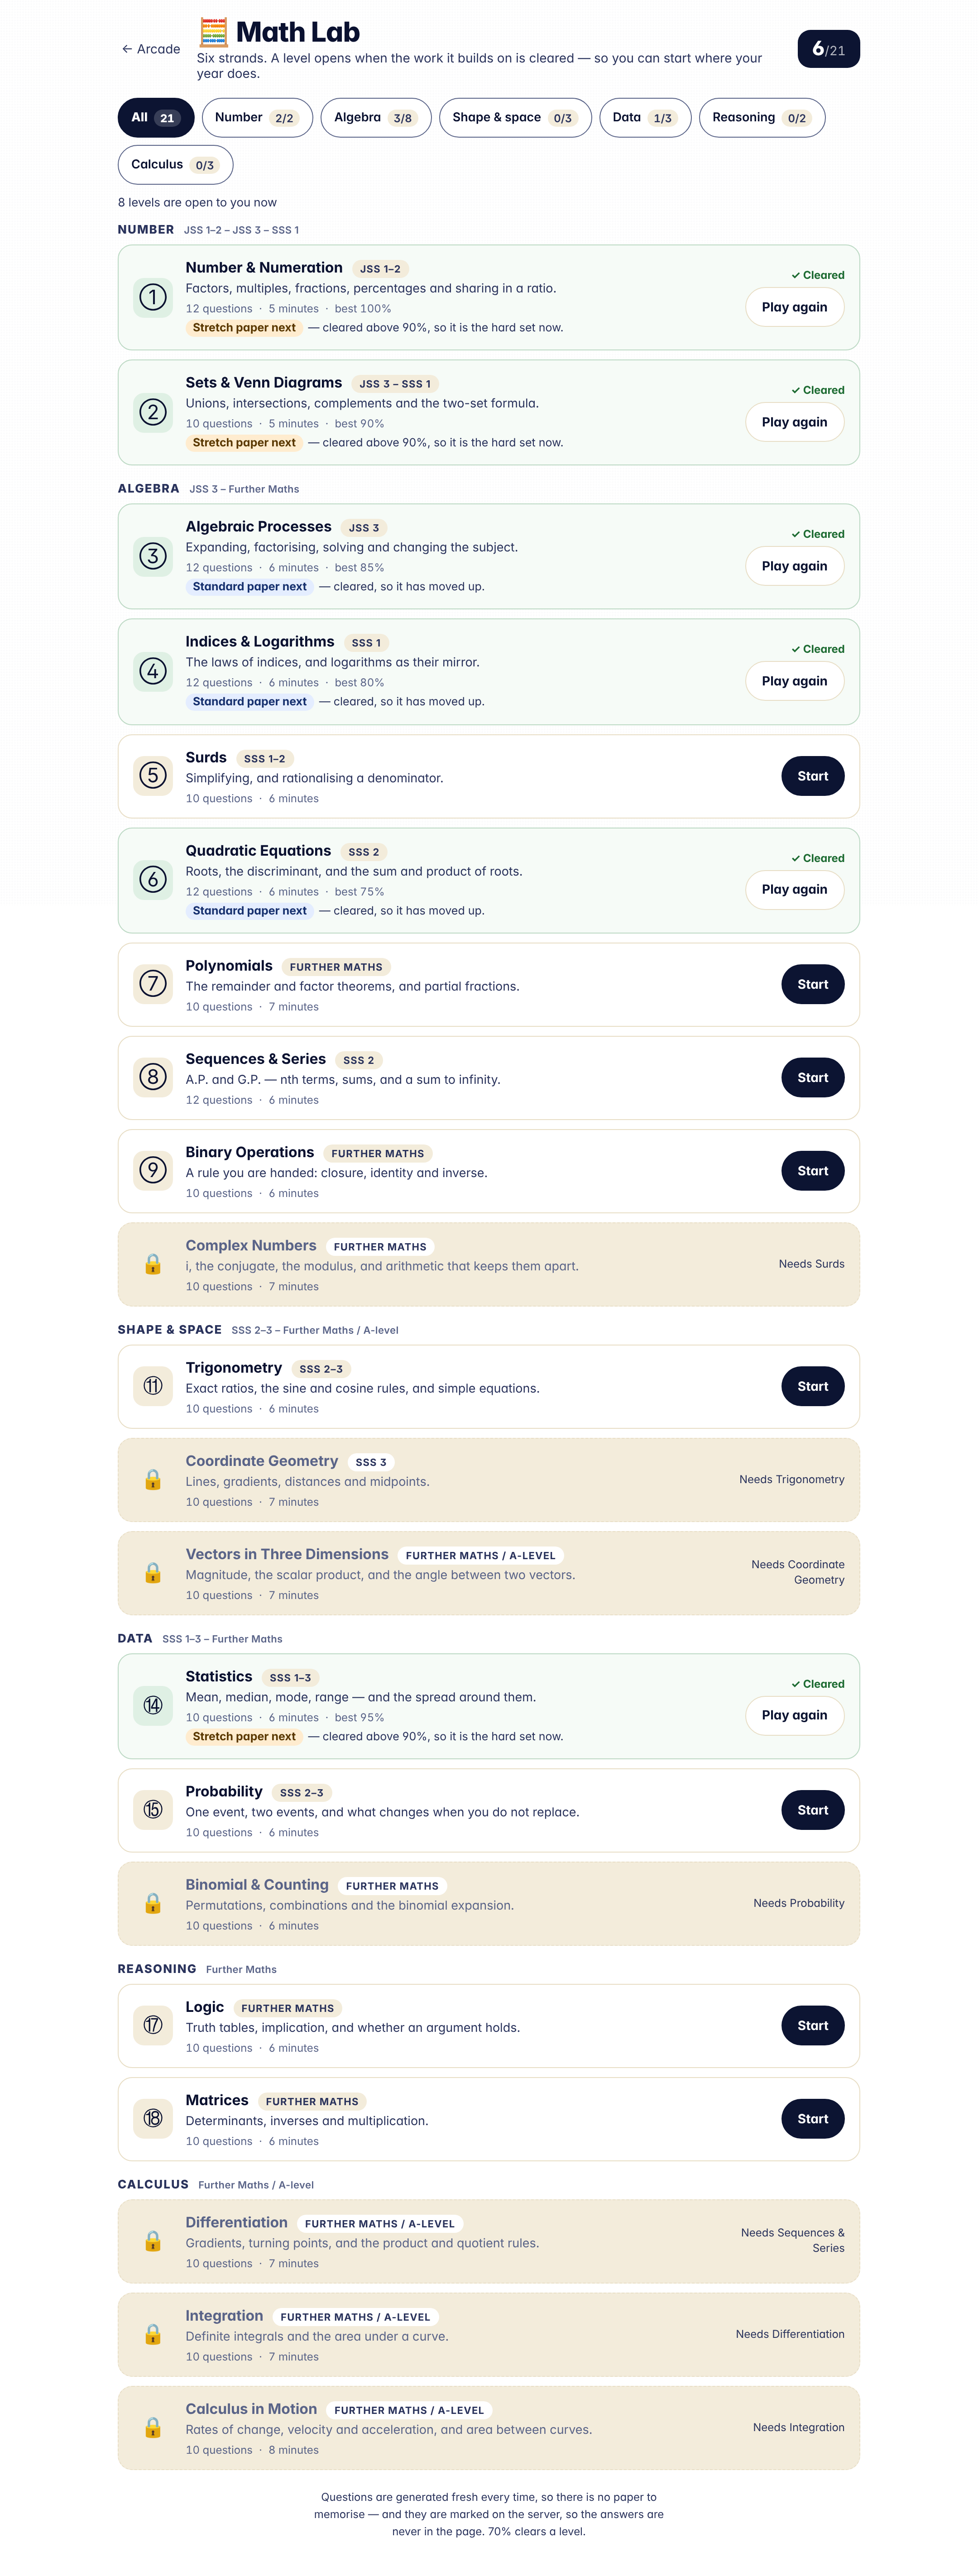 ← Arcade
🧮 Math Lab
Six strands. A level opens when the work it builds on is cleared — so you can start where your
year does.
6/21
All 21
Number 2/2
Algebra 3/8
Shape & space 0/3
Data 1/3
Reasoning 0/2
Calculus 0/3
8 levels are open to you now
NUMBER JSS 1–2 – JSS 3 – SSS 1
①
Number & Numeration JSS 1–2
Factors, multiples, fractions, percentages and sharing in a ratio.
12 questions · 5 minutes · best 100%
Stretch paper next — cleared above 90%, so it is the hard set now.
✓ Cleared
Play again
②
Sets & Venn Diagrams JSS 3 – SSS 1
Unions, intersections, complements and the two-set formula.
10 questions · 5 minutes · best 90%
Stretch paper next — cleared above 90%, so it is the hard set now.
✓ Cleared
Play again
ALGEBRA JSS 3 – Further Maths
③
Algebraic Processes JSS 3
Expanding, factorising, solving and changing the subject.
12 questions · 6 minutes · best 85%
Standard paper next — cleared, so it has moved up.
✓ Cleared
Play again
④
Indices & Logarithms SSS 1
The laws of indices, and logarithms as their mirror.
12 questions · 6 minutes · best 80%
Standard paper next — cleared, so it has moved up.
✓ Cleared
Play again
⑤
Surds SSS 1–2
Simplifying, and rationalising a denominator.
10 questions · 6 minutes
Start
⑥
Quadratic Equations SSS 2
Roots, the discriminant, and the sum and product of roots.
12 questions · 6 minutes · best 75%
Standard paper next — cleared, so it has moved up.
✓ Cleared
Play again
⑦
Polynomials FURTHER MATHS
The remainder and factor theorems, and partial fractions.
10 questions · 7 minutes
Start
⑧
Sequences & Series SSS 2
A.P. and G.P. — nth terms, sums, and a sum to infinity.
12 questions · 6 minutes
Start
⑨
Binary Operations FURTHER MATHS
A rule you are handed: closure, identity and inverse.
10 questions · 6 minutes
Start
Complex Numbers FURTHER MATHS
i, the conjugate, the modulus, and arithmetic that keeps them apart.
10 questions · 7 minutes
Needs Surds
SHAPE & SPACE SSS 2–3 – Further Maths / A-level
⑪
Trigonometry SSS 2–3
Exact ratios, the sine and cosine rules, and simple equations.
10 questions · 6 minutes
Start
Coordinate Geometry SSS 3
Lines, gradients, distances and midpoints.
10 questions · 7 minutes
Needs Trigonometry
Vectors in Three Dimensions FURTHER MATHS / A-LEVEL
Magnitude, the scalar product, and the angle between two vectors.
10 questions · 7 minutes
Needs Coordinate
Geometry
DATA SSS 1–3 – Further Maths
⑭
Statistics SSS 1–3
Mean, median, mode, range — and the spread around them.
10 questions · 6 minutes · best 95%
Stretch paper next — cleared above 90%, so it is the hard set now.
✓ Cleared
Play again
⑮
Probability SSS 2–3
One event, two events, and what changes when you do not replace.
10 questions · 6 minutes
Start
Binomial & Counting FURTHER MATHS
Permutations, combinations and the binomial expansion.
10 questions · 6 minutes
Needs Probability
REASONING Further Maths
⑰
Logic FURTHER MATHS
Truth tables, implication, and whether an argument holds.
10 questions · 6 minutes
Start
⑱
Matrices FURTHER MATHS
Determinants, inverses and multiplication.
10 questions · 6 minutes
Start
CALCULUS Further Maths / A-level
Differentiation FURTHER MATHS / A-LEVEL
Gradients, turning points, and the product and quotient rules.
10 questions · 7 minutes
Needs Sequences &
Series
Integration FURTHER MATHS / A-LEVEL
Definite integrals and the area under a curve.
10 questions · 7 minutes
Needs Differentiation
Calculus in Motion FURTHER MATHS / A-LEVEL
Rates of change, velocity and acceleration, and area between curves.
10 questions · 8 minutes
Needs Integration
Questions are generated fresh every time, so there is no paper to
memorise — and they are marked on the server, so the answers are
never in the page. 70% clears a level.